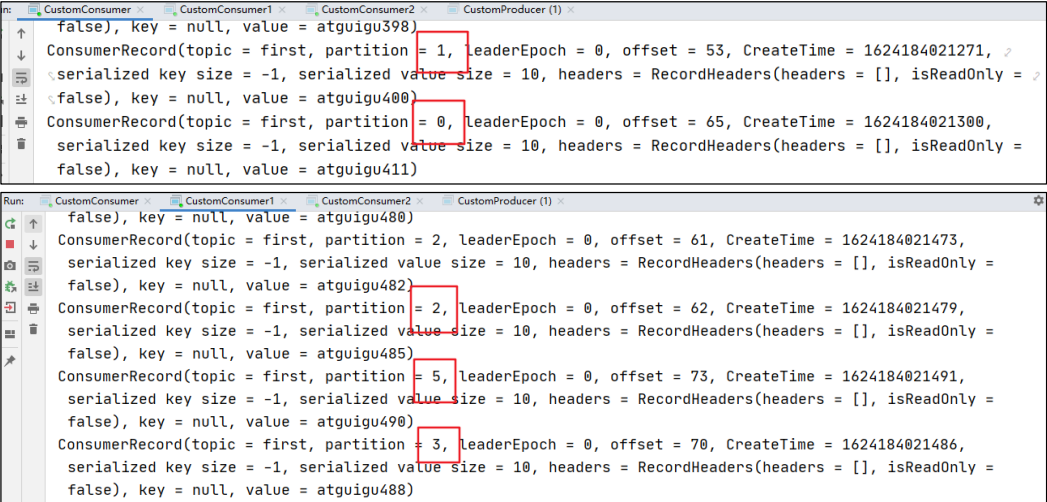 un: CustomConsumer × CustomConsumer1 × CustomConsumer2 × CustomProducer (1) ×
false), key = null, value = atguigu398)
ConsumerRecord(topic = first, partition = 1, leaderEpoch = 0, offset = 53, CreateTime = 1624184021271,
serialized key size = -1, serialized value size = 10, headers = RecordHeaders(headers = [], isReadOnly =
false), key = null, value = atguigu400)
ConsumerRecord(topic = first, partition = 0, leaderEpoch = 0, offset = 65, CreateTime = 1624184021300,
serialized key size = -1, serialized value size = 10, headers = RecordHeaders(headers = [], isReadOnly =
false), key = null, value = atguigu411)
Run: CustomConsumer × CustomConsumer1 × CustomConsumer2 × CustomProducer (1) ×
false), key = null, value = atguigu480)
ConsumerRecord(topic = first, partition = 2, leaderEpoch = 0, offset = 61, CreateTime = 1624184021473,
serialized key size = -1, serialized value size = 10, headers = RecordHeaders(headers = [], isReadOnly =
false), key = null, value = atguigu482)
ConsumerRecord(topic = first, partition = 2, leaderEpoch = 0, offset = 62, CreateTime = 1624184021479,
serialized key size = -1, serialized value size = 10, headers = RecordHeaders(headers = [], isReadOnly =
false), key = null, value = atguigu485)
ConsumerRecord(topic = first, partition = 5, leaderEpoch = 0, offset = 73, CreateTime = 1624184021491,
serialized key size = -1, serialized value size = 10, headers = RecordHeaders(headers = [], isReadOnly =
false), key = null, value = atguigu490)
ConsumerRecord(topic = first, partition = 3, leaderEpoch = 0, offset = 70, CreateTime = 1624184021486,
serialized key size = -1, serialized value size = 10, headers = RecordHeaders(headers = [], isReadOnly =
false), key = null, value = atguigu488)